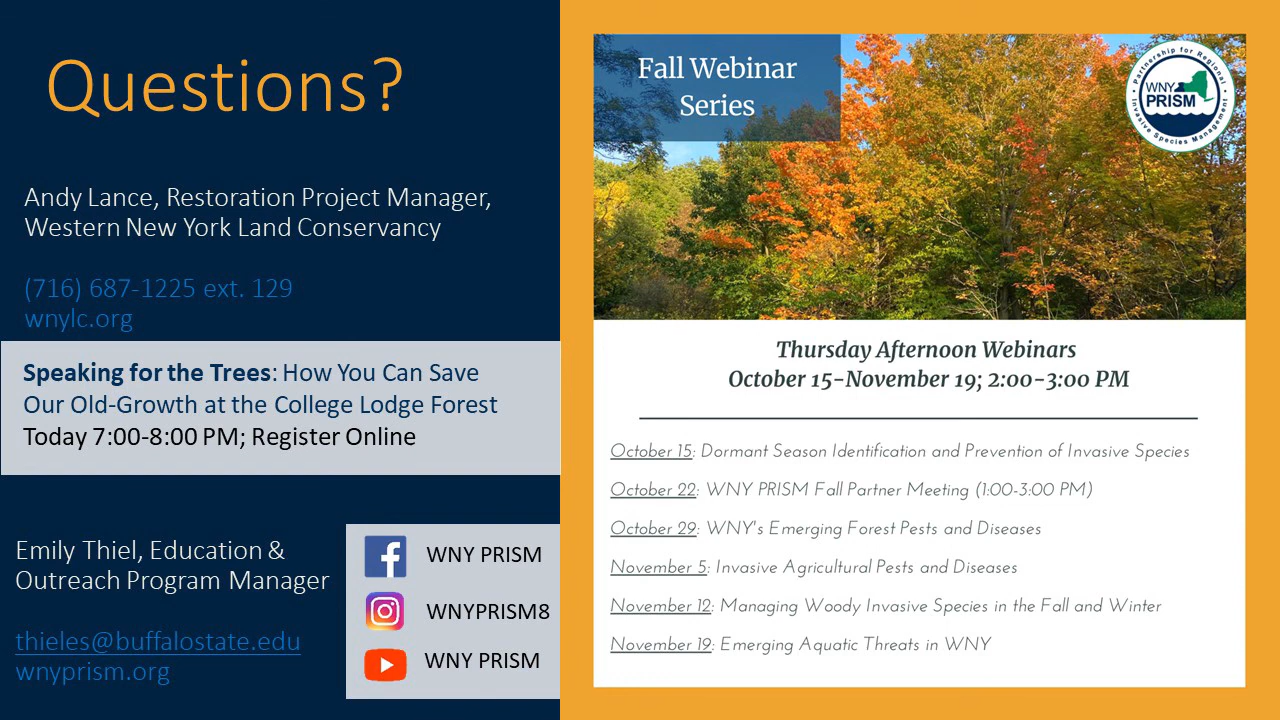 Questions?
Andy Lance, Restoration Project Manager,
Western New York Land Conservancy
(716) 687-1225 ext. 129
wnylc.org
Speaking for the Trees: How You Can Save
Our Old-Growth at the College Lodge Forest
Today 7:00-8:00 PM; Register Online
Emily Thiel, Education &
Outreach Program Manager
thieles@buffalostate.edu
wnyprism.org
WNY PRISM
WNYPRISM8
WNY PRISM
Fall Webinar
Series
Partnership for Regional
WNY
PRISM
Invasive Species Management
Thursday Afternoon Webinars
October 15-November 19; 2:00-3:00 PM
October 15: Dormant Season Identification and Prevention of Invasive Species
October 22: WNY PRISM Fall Partner Meeting (1:00-3:00 PM)
October 29: WNY's Emerging Forest Pests and Diseases
November 5: Invasive Agricultural Pests and Diseases
November 12: Managing Woody Invasive Species in the Fall and Winter
November 19: Emerging Aquatic Threats in WNY